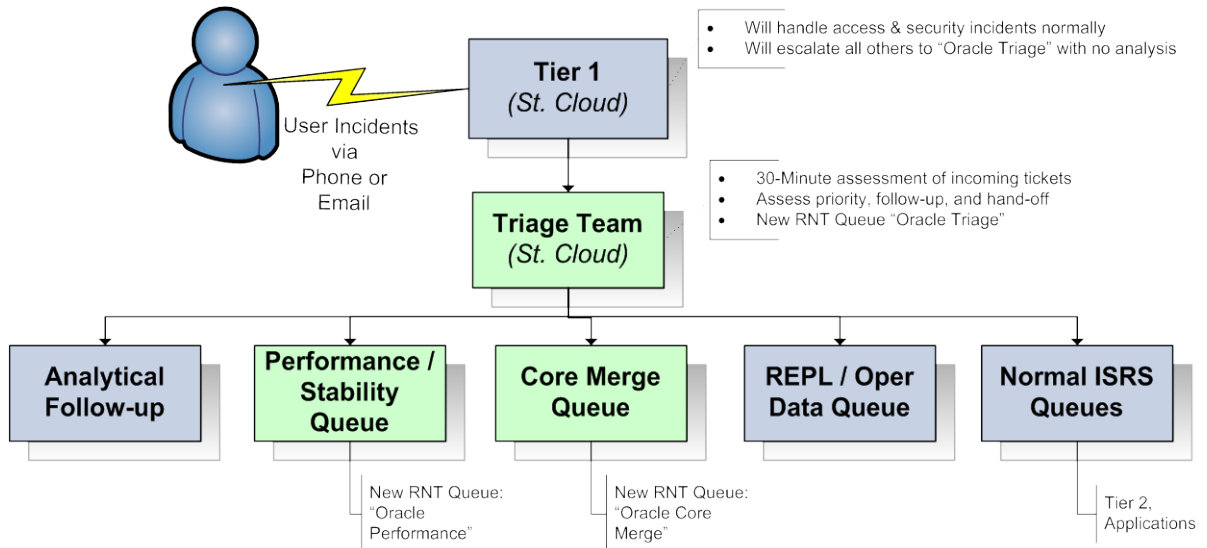 User Incidents
via
Phone or
Email
Tier 1
(St. Cloud)
• Will handle access & security incidents normally
• Will escalate all others to “Oracle Triage” with no analysis
Triage Team
(St. Cloud)
• 30-Minute assessment of incoming tickets
• Assess priority, follow-up, and hand-off
• New RNT Queue “Oracle Triage”
Analytical
Follow-up
Performance /
Stability
Queue
Core Merge
Queue
REPL / Oper
Data Queue
Normal ISRS
Queues
New RNT Queue:
“Oracle
Performance”
New RNT Queue:
“Oracle Core
Merge”
Tier 2,
Applications